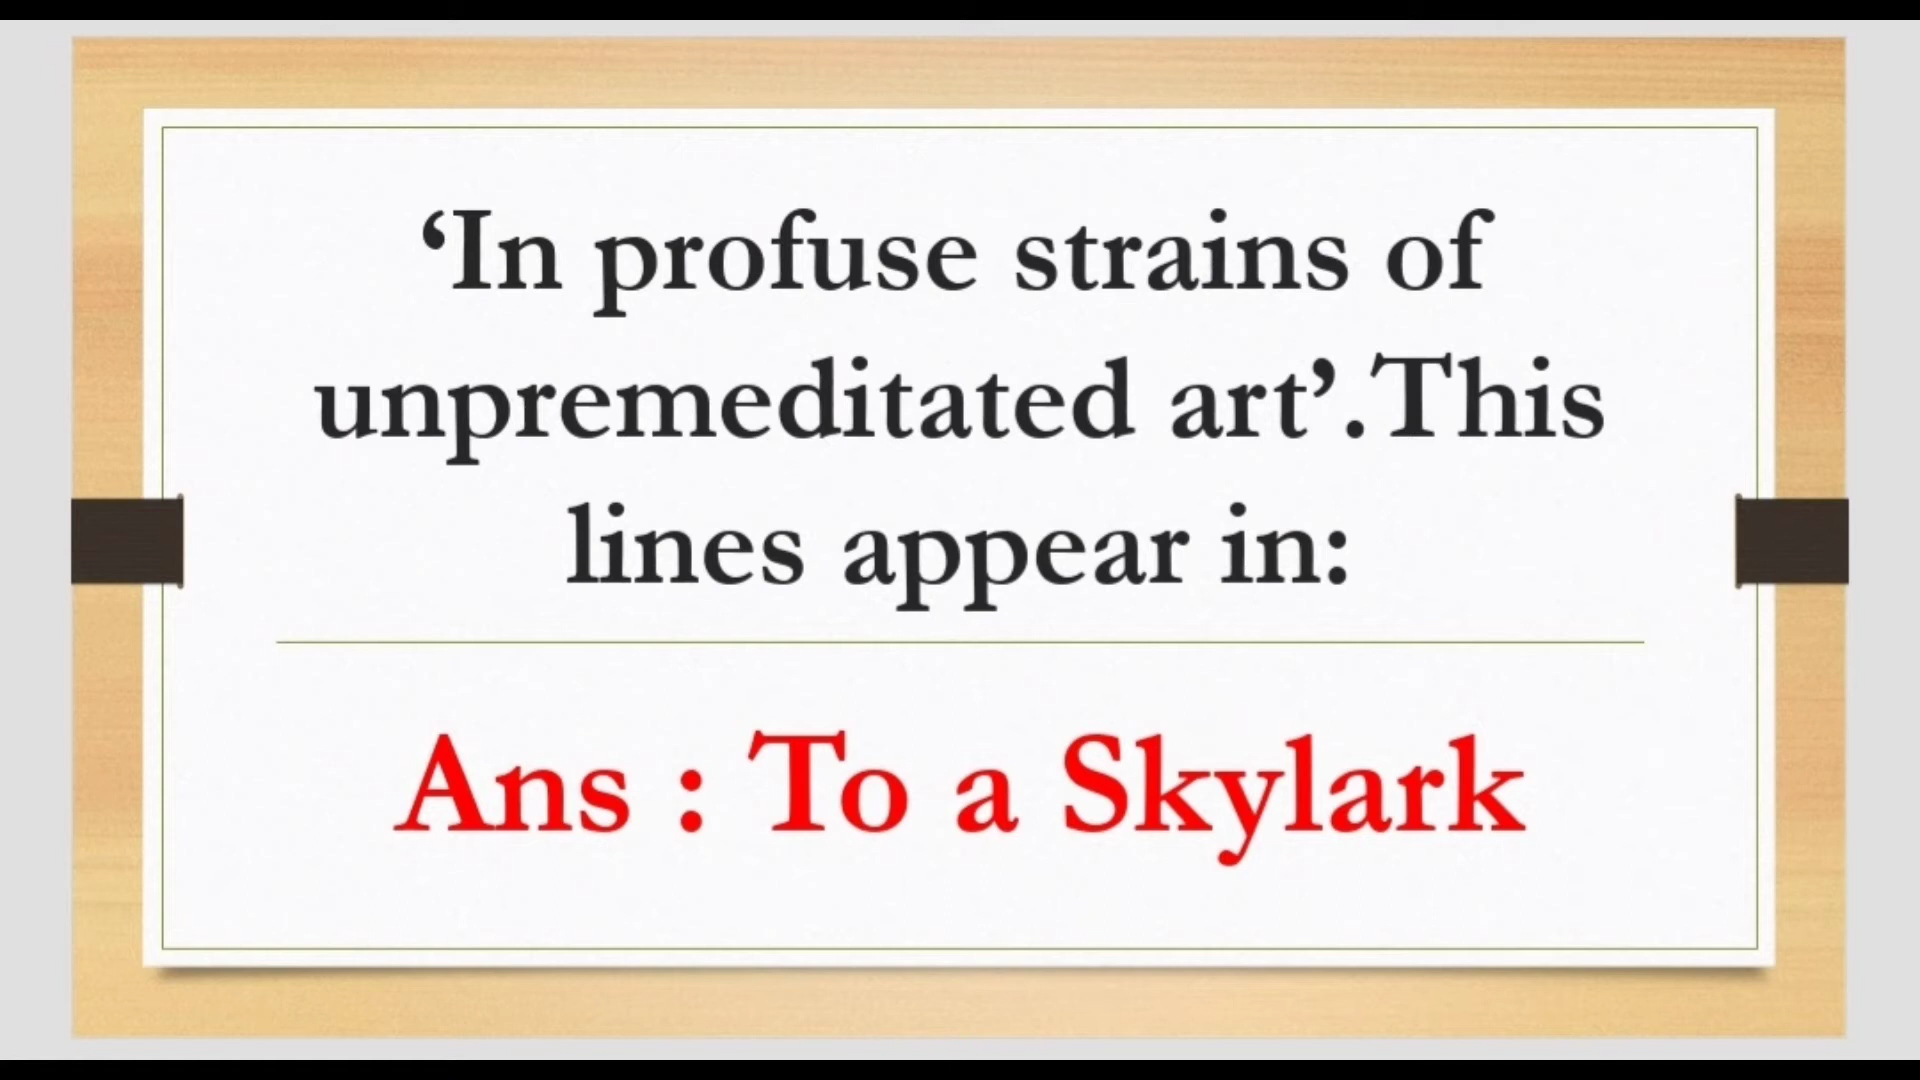 ‘In profuse strains of
unpremeditated art’.This
lines appear in:
Ans : To a Skylark